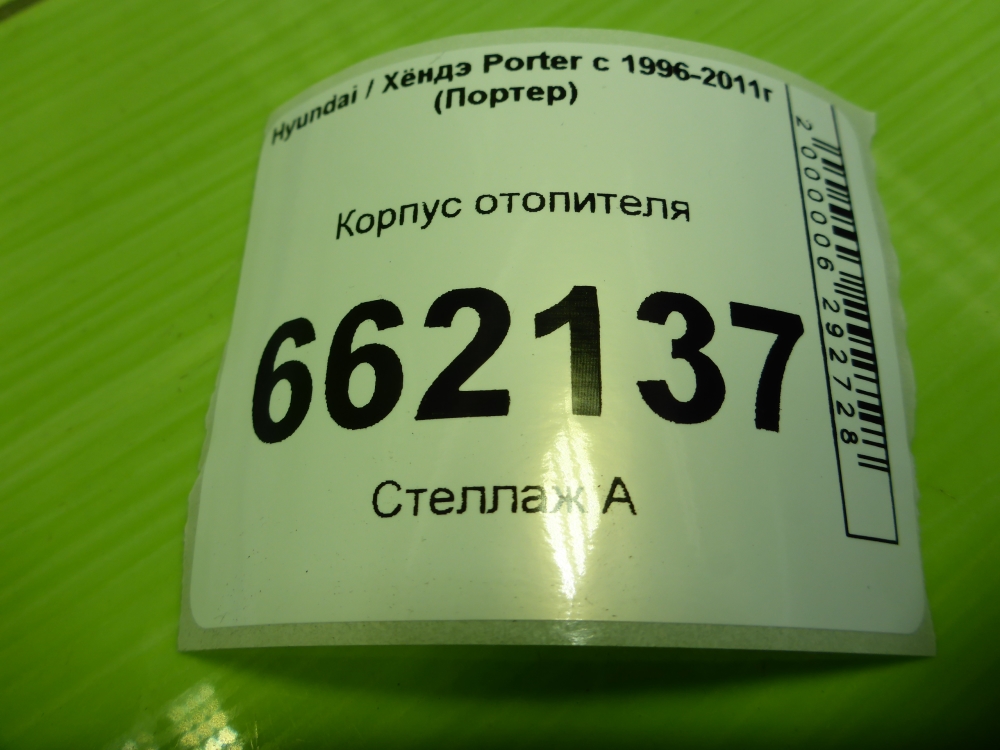 Hyundai / Хёндэ Porter с 1996-2011г
(Портер)
Корпус отопителя
662137
Стеллаж А
2000006292728